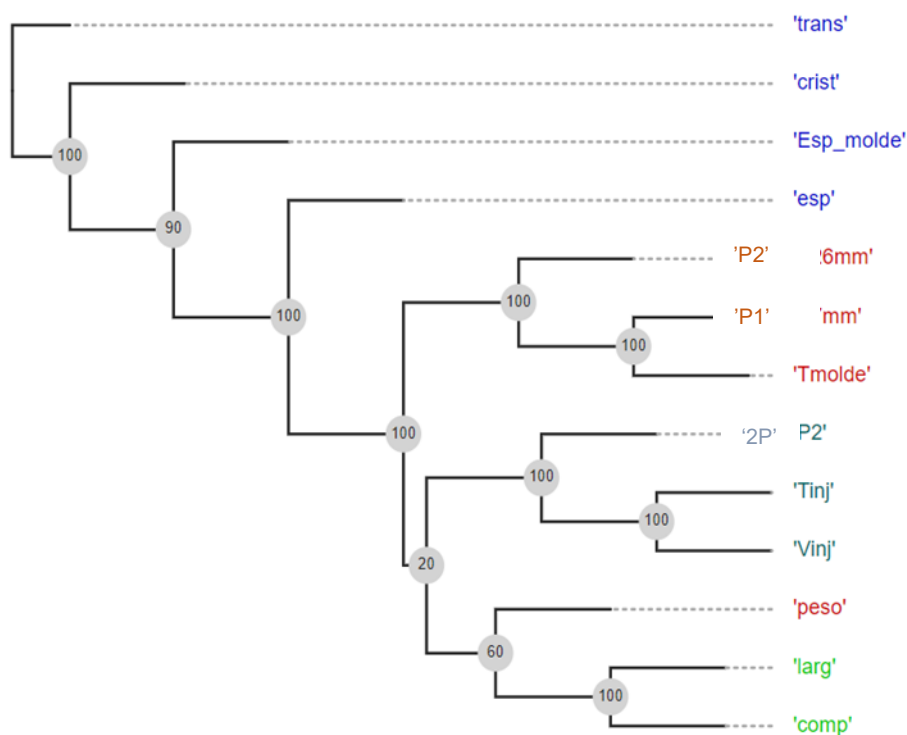 'trans'
'crist'
100
'Esp_molde'
90
'esp'
100
'P2' 6mm'
100
'P1' 'mm'
100
'Tmolde'
100
'2P' P2'
100
'Tinj'
100
'Vinj'
20
'peso'
60
'larg'
100
'comp'